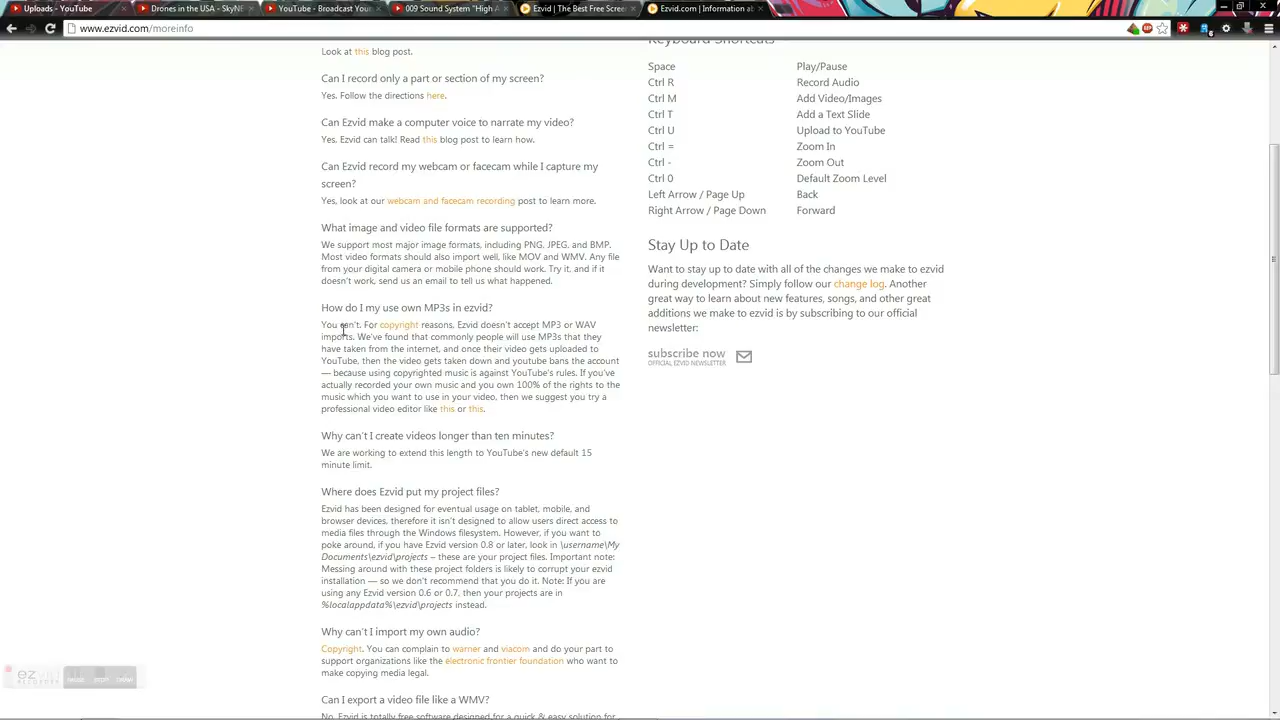 Uploads - YouTube
Drones in the USA - SkyNE
YouTube - Broadcast Your
009 Sound System "High A
Ezvid | The Best Free Scree
Ezvid.com | Information ab
www.ezvid.com/moreinfo
Look at this blog post.
Can I record only a part or section of my screen?
Yes. Follow the directions here.
Can Ezvid make a computer voice to narrate my video?
Yes, Ezvid can talk! Read this blog post to learn how.
Can Ezvid record my webcam or facecam while I capture my
screen?
Yes, look at our webcam and facecam recording post to learn more.
What image and video file formats are supported?
We support most major image formats, including PNG, JPEG, and BMP.
Most video formats should also import well, like MOV and WMV. Any file
from your digital camera or mobile phone should work. Try it, and if it
doesn't work, send us an email to tell us what happened.
How do I my use own MP3s in ezvid?
You can't. For copyright reasons, Ezvid doesn't accept MP3 or WAV
imports. We've found that commonly people will use MP3s that they
have taken from the internet, and once their video gets uploaded to
YouTube, then the video gets taken down and youtube bans the account
— because using copyrighted music is against YouTube's rules. If you've
actually recorded your own music and you own 100% of the rights to the
music which you want to use in your video, then we suggest you try a
professional video editor like this or this.
Why can't I create videos longer than ten minutes?
We are working to extend this length to YouTube's new default 15
minute limit.
Where does Ezvid put my project files?
Ezvid has been designed for eventual usage on tablet, mobile, and
browser devices, therefore it isn't designed to allow users direct access to
media files through the Windows filesystem. However, if you want to
poke around, if you have Ezvid version 0.8 or later, look in \username\My
Documents\ezvid\projects – these are your project files. Important note:
Messing around with these project folders is likely to corrupt your ezvid
installation — so we don't recommend that you do it. Note: If you are
using any Ezvid version 0.6 or 0.7, then your projects are in
%localappdata%\ezvid\projects instead.
Why can't I import my own audio?
Copyright. You can complain to warner and viacom and do your part to
support organizations like the electronic frontier foundation who want to
make copying media legal.
Can I export a video file like a WMV?
No. Ezvid is totally free software designed for a quick & easy solution for
Keyboard Shortcuts
Space Play/Pause
Ctrl R Record Audio
Ctrl M Add Video/Images
Ctrl T Add a Text Slide
Ctrl U Upload to YouTube
Ctrl = Zoom In
Ctrl - Zoom Out
Ctrl 0 Default Zoom Level
Left Arrow / Page Up Back
Right Arrow / Page Down Forward
Stay Up to Date
Want to stay up to date with all of the changes we make to ezvid
during development? Simply follow our change log. Another
great way to learn about new features, songs, and other great
additions we make to ezvid is by subscribing to our official
newsletter:
subscribe now
OFFICIAL EZVID NEWSLETTER
ez